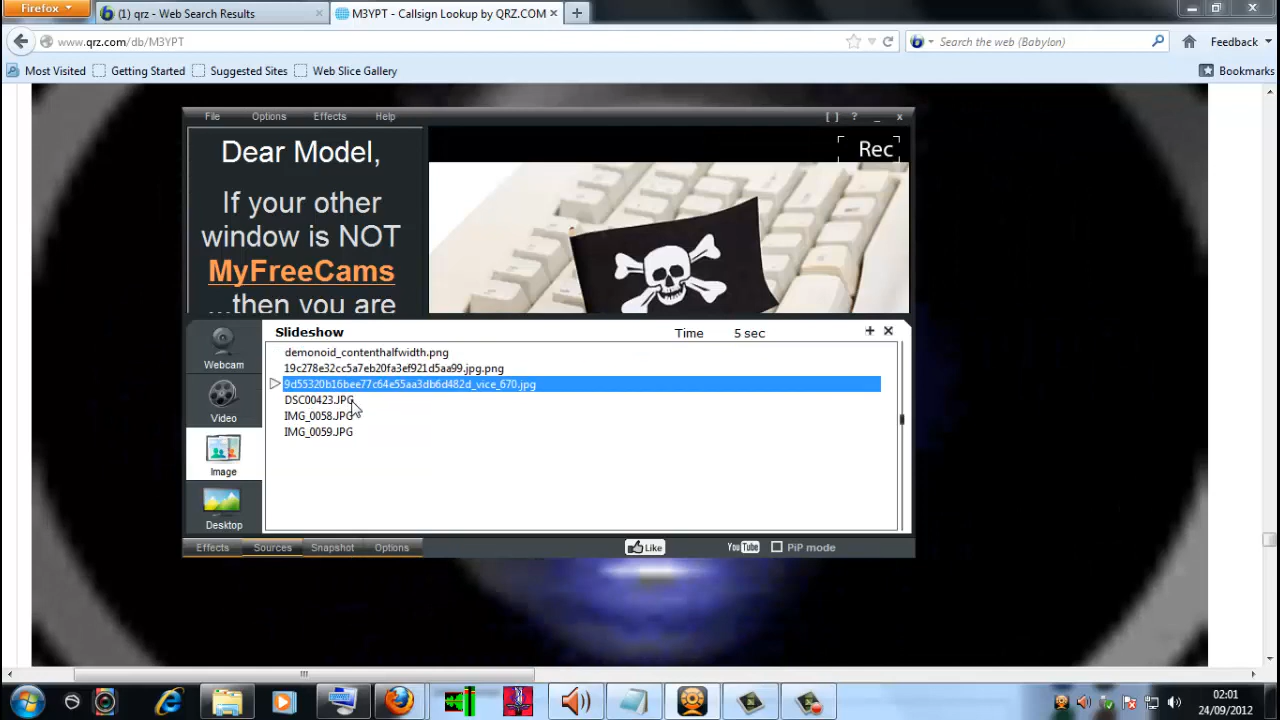 Firefox
(1) qrz - Web Search Results
M3YPT - Callsign Lookup by QRZ.COM
www.qrz.com/db/M3YPT
Search the web (Babylon)
Feedback
Most Visited
Getting Started
Suggested Sites
Web Slice Gallery
Bookmarks
File Options Effects Help
[ ] ? _ x
Dear Model,
If your other
window is NOT
MyFreeCams
...then you are
Rec
Webcam
Video
Image
Desktop
Slideshow
Time 5 sec
demonoid_contenthalfwidth.png
19c278e32cc5a7eb20fa3ef921d5aa99.jpg.png
9d55320b16bee77c64e55aa3db6d482d_vice_670.jpg
DSC00423.JPG
IMG_0058.JPG
IMG_0059.JPG
Effects Sources Snapshot Options
Like
YouTube
PiP mode
02:01
24/09/2012